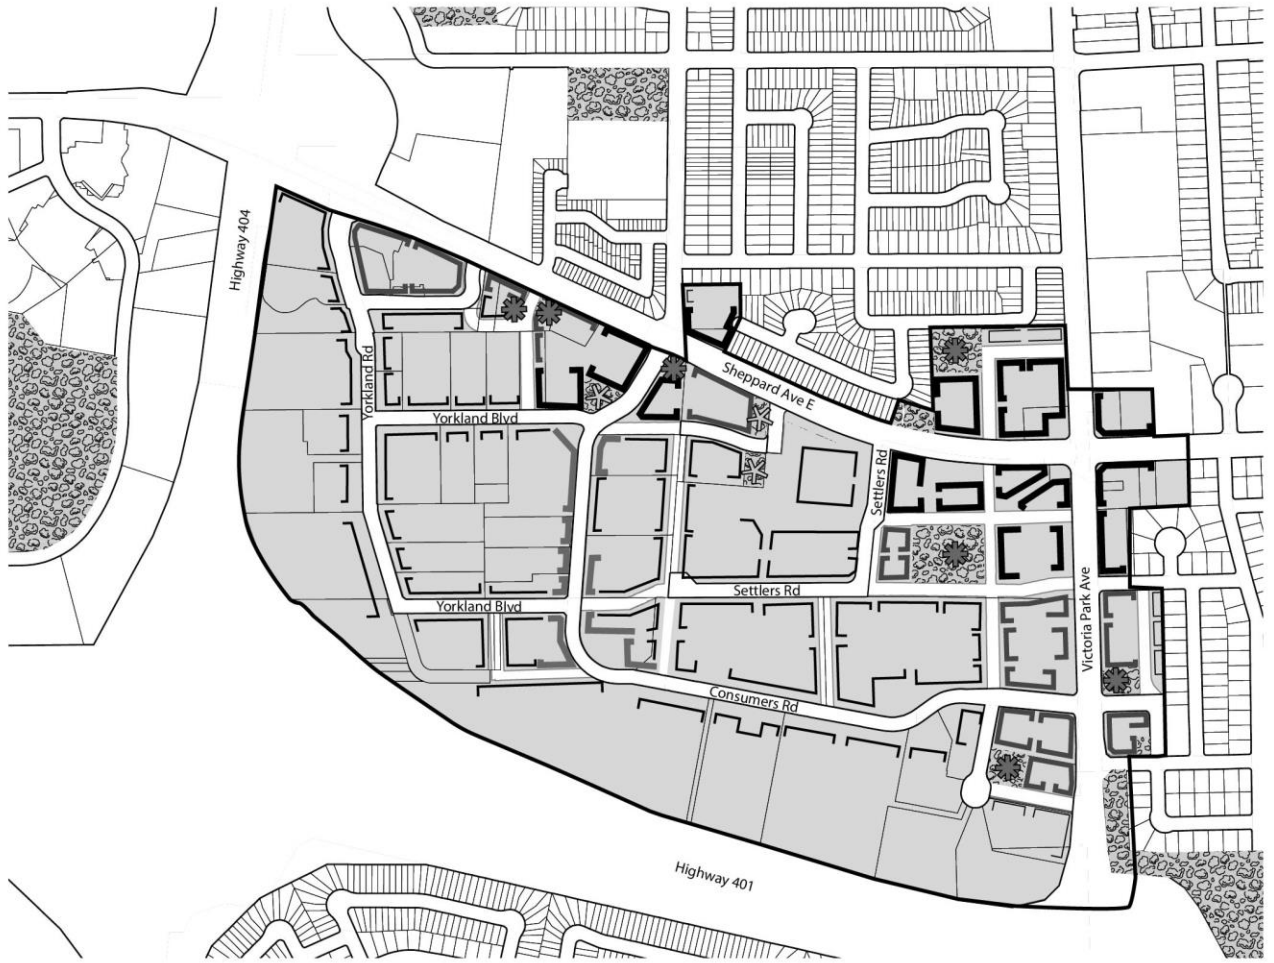 Highway 404
Yorkland Rd
Sheppard Ave E
Yorkland Blvd
Settlers Rd
Settlers Rd
Yorkland Blvd
Victoria Park Ave
Consumers Rd
Highway 401